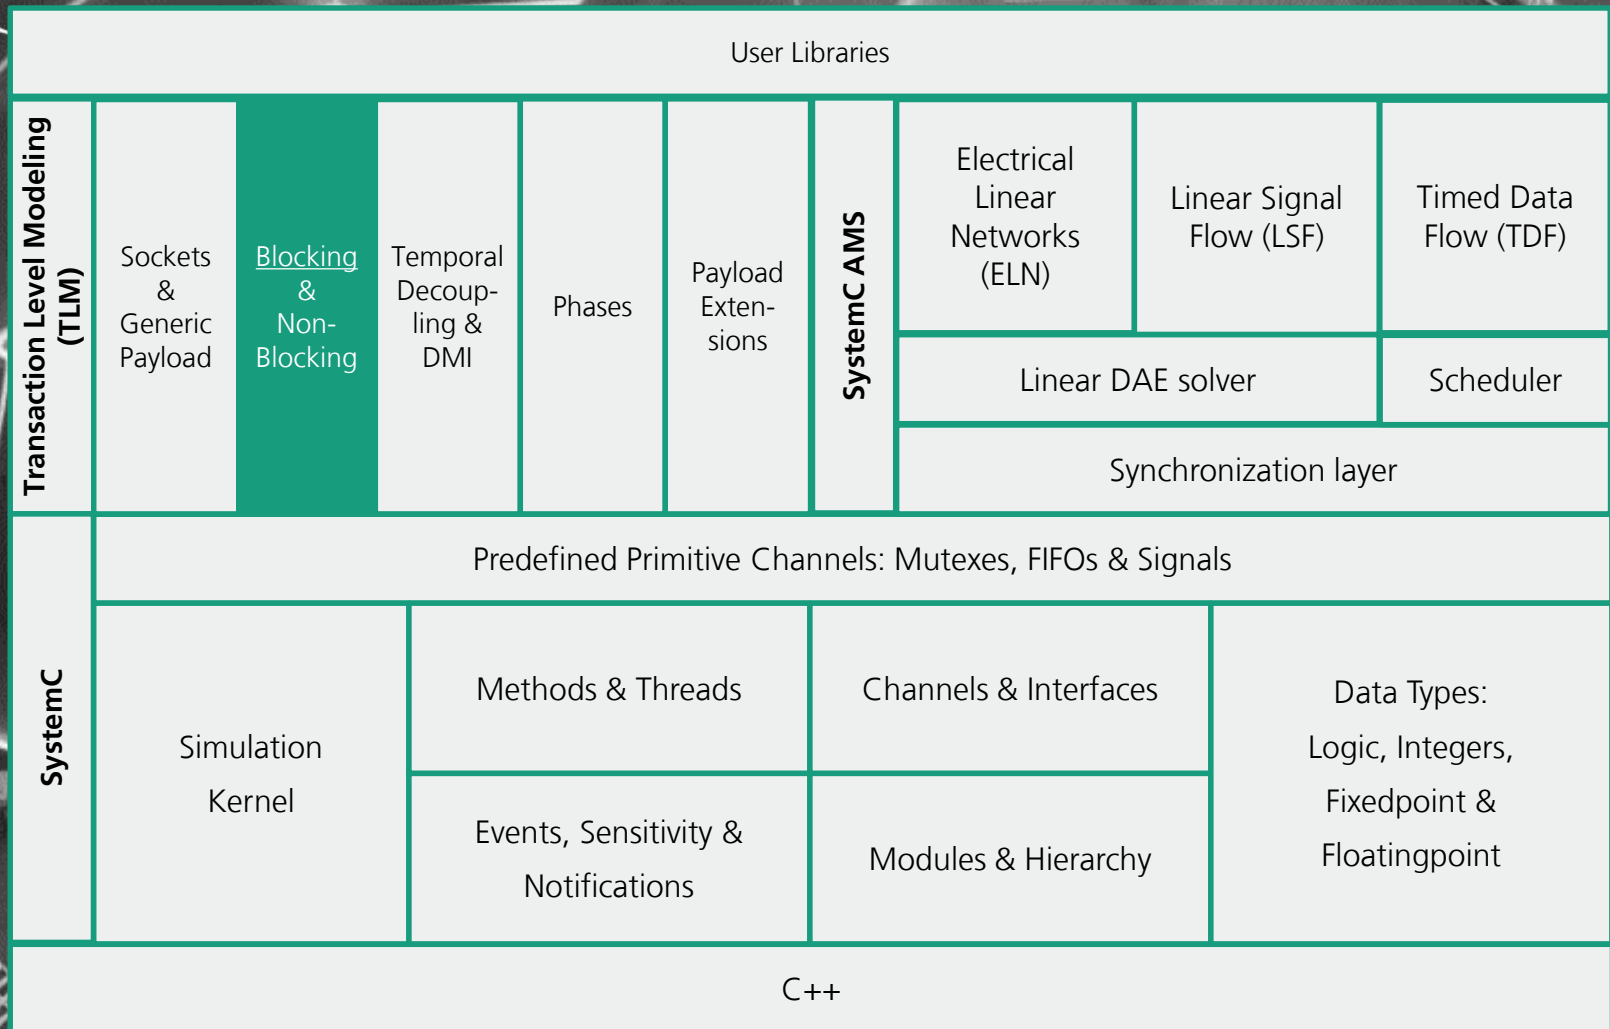 User Libraries
Transaction Level Modeling
(TLM)
Sockets
&
Generic
Payload
Blocking
&
Non-
Blocking
Temporal
Decoup-
ling &
DMI
Phases
Payload
Exten-
sions
SystemC AMS
Electrical
Linear
Networks
(ELN)
Linear Signal
Flow (LSF)
Timed Data
Flow (TDF)
Linear DAE solver
Scheduler
Synchronization layer
SystemC
Predefined Primitive Channels: Mutexes, FIFOs & Signals
Simulation
Kernel
Methods & Threads
Channels & Interfaces
Events, Sensitivity &
Notifications
Modules & Hierarchy
Data Types:
Logic, Integers,
Fixedpoint &
Floatingpoint
C++